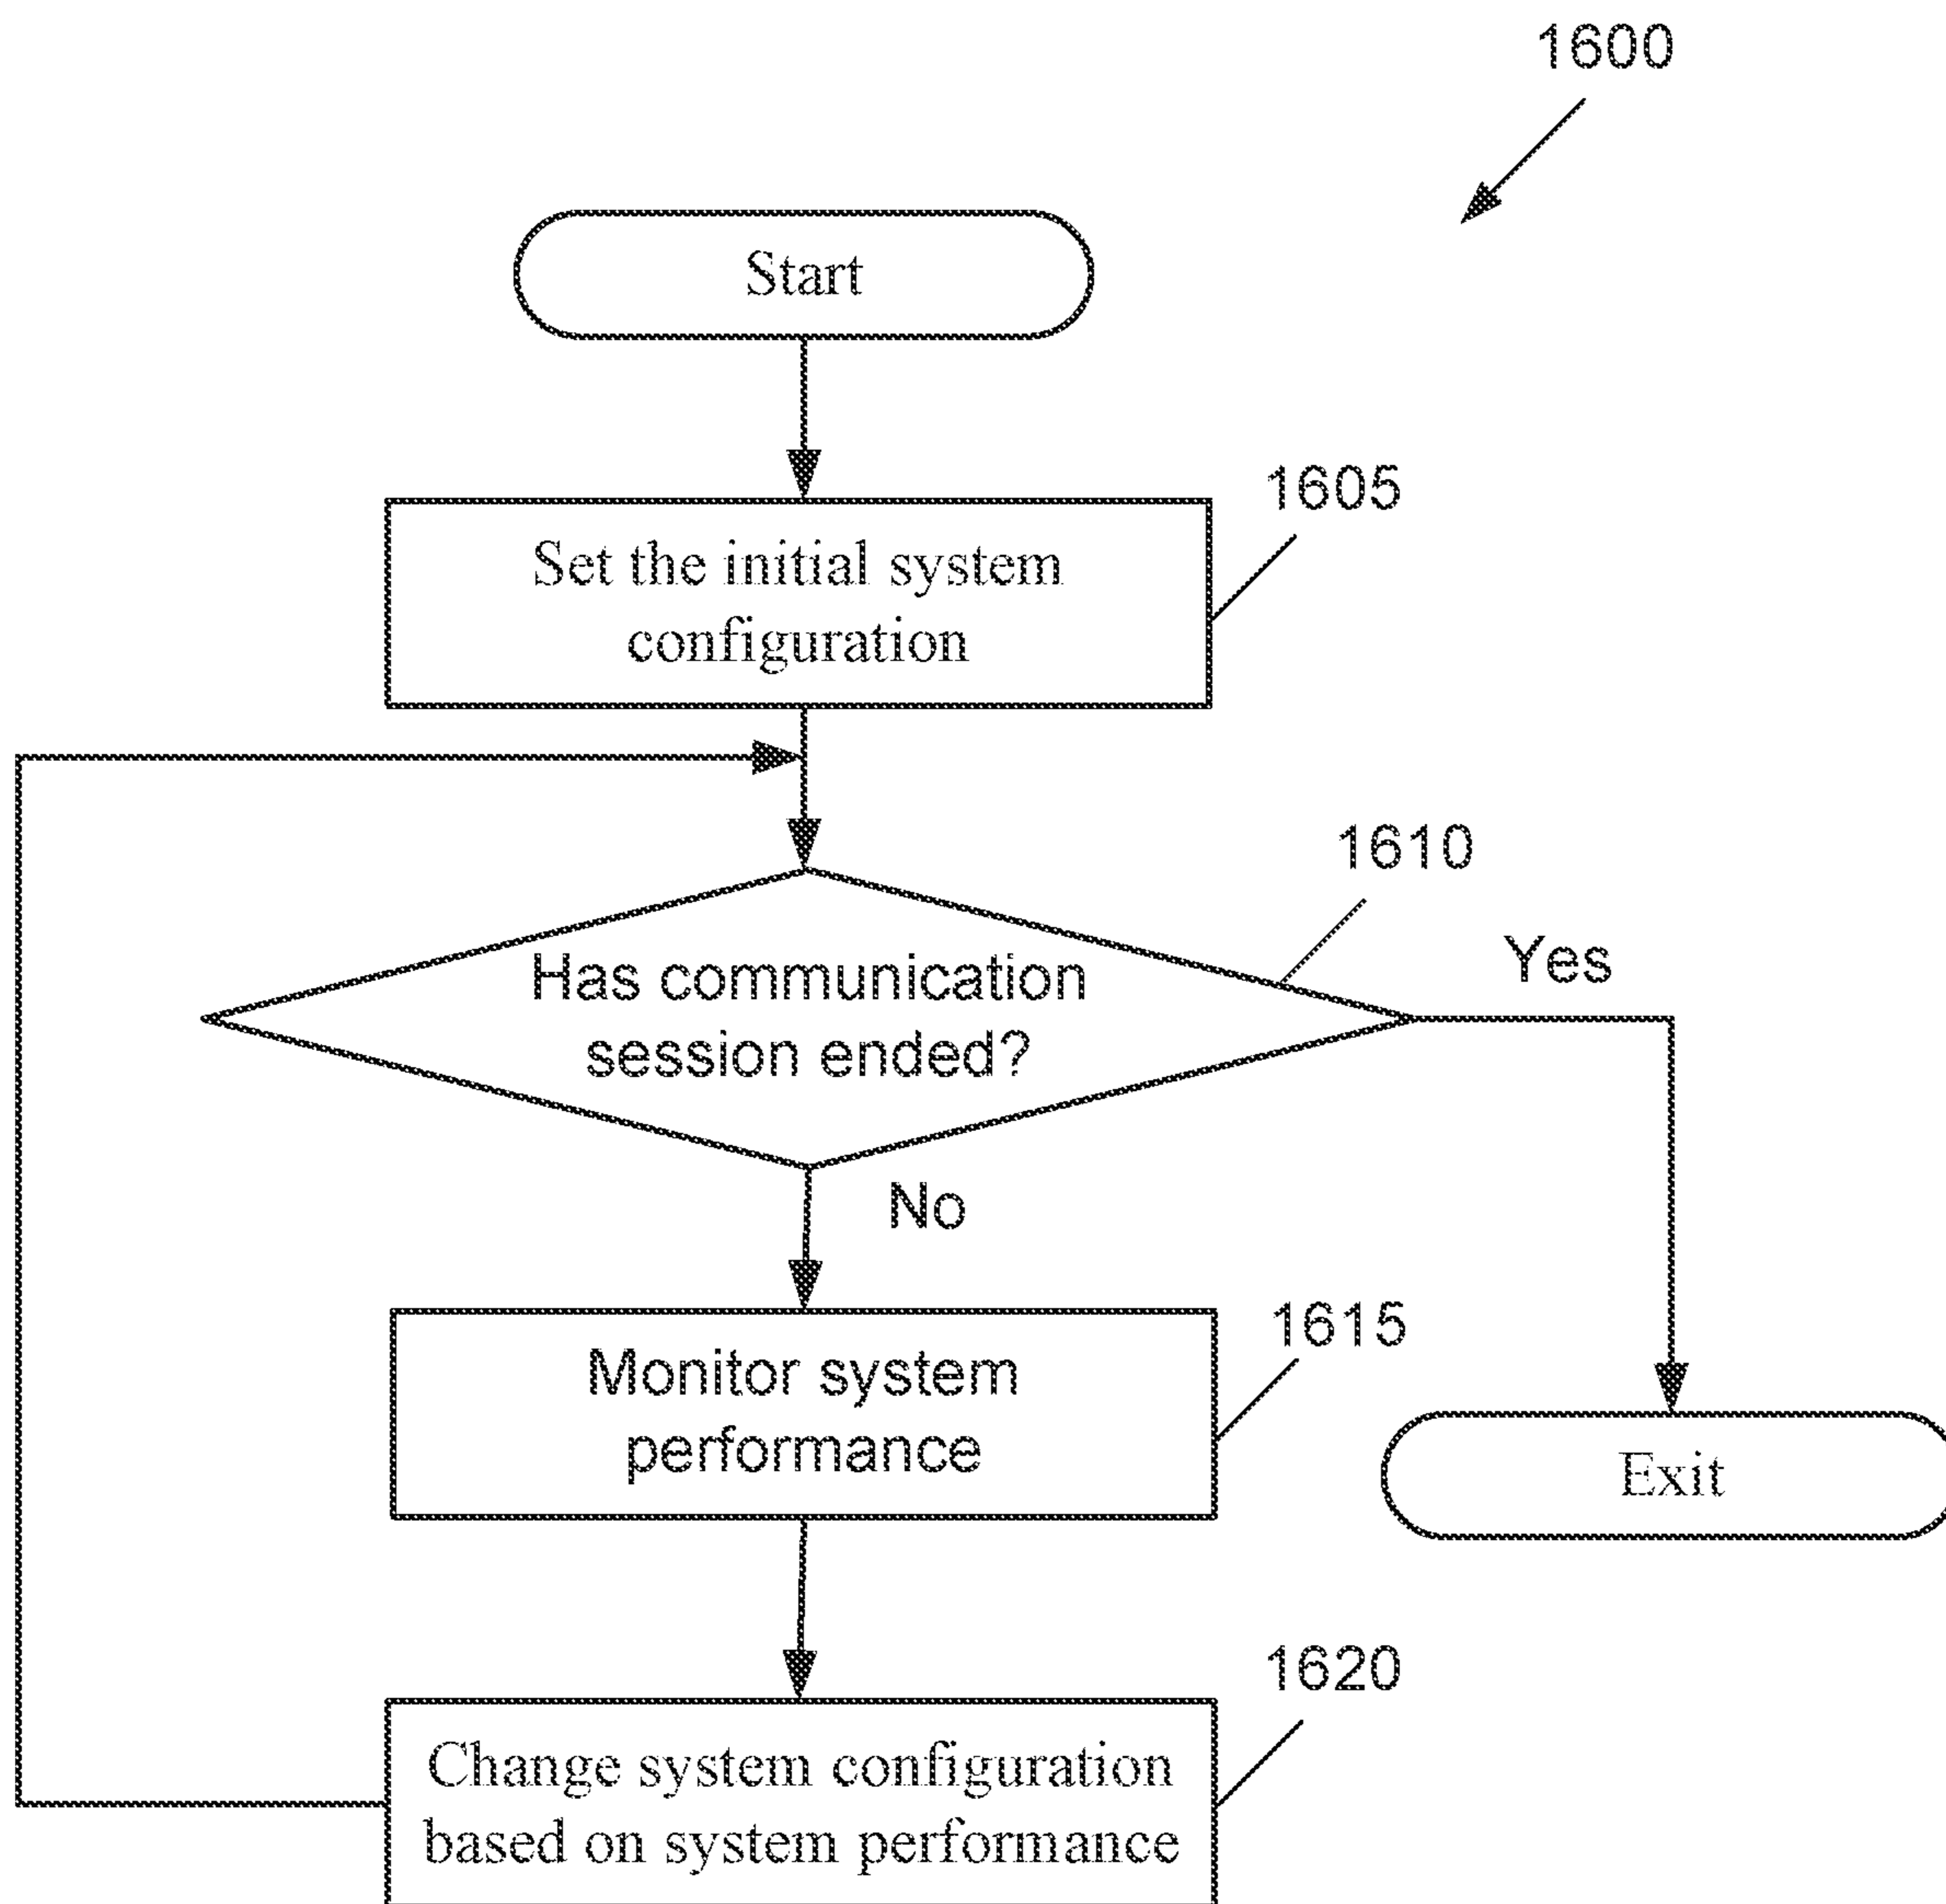 1600
Start
1605
Set the initial system
configuration
1610
Yes
Has communication
session ended?
No
1615
Monitor system
performance
Exit
1620
Change system configuration
based on system performance